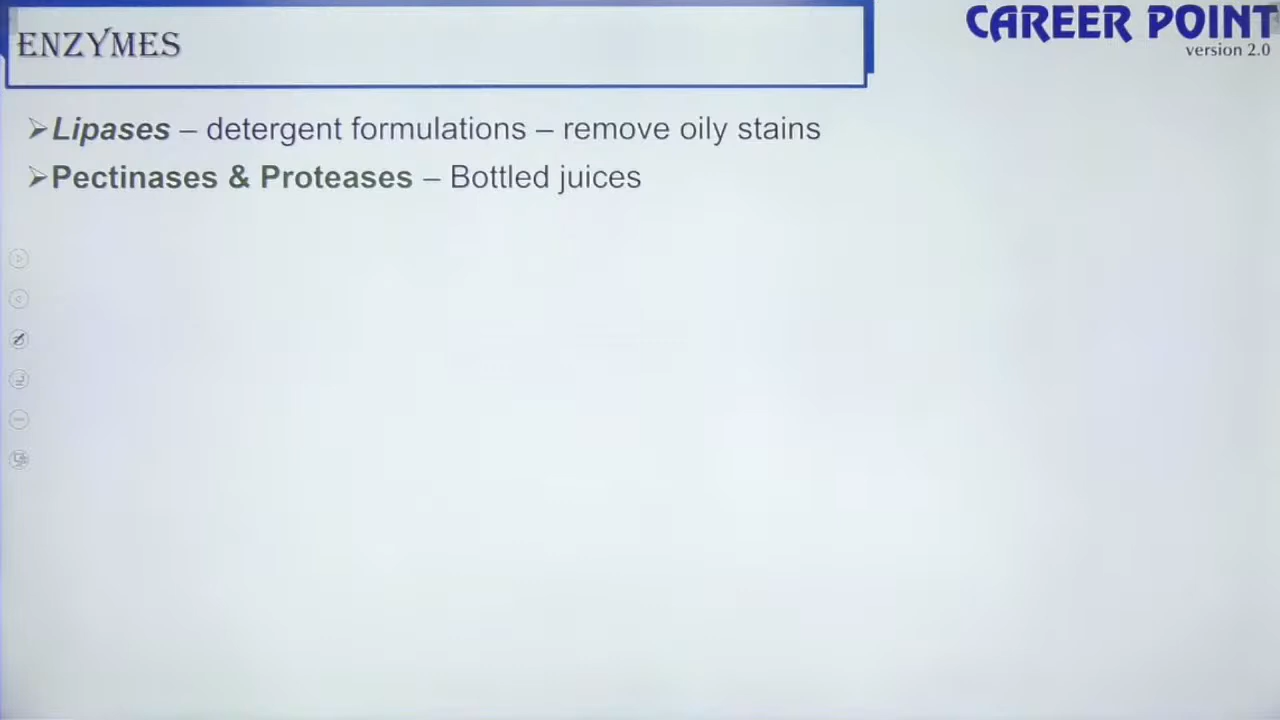 ENZYMES
CAREER POINT
version 2.0
➢Lipases – detergent formulations – remove oily stains
➢Pectinases & Proteases – Bottled juices